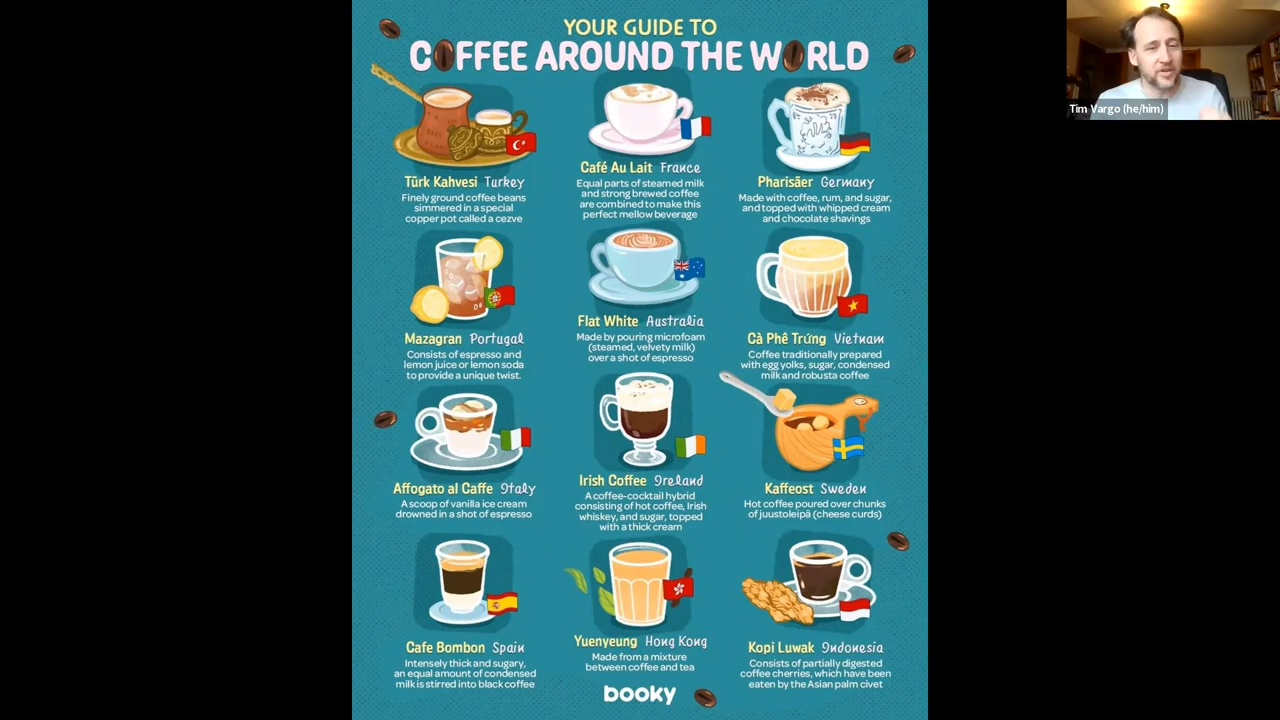 YOUR GUIDE TO
COFFEE AROUND THE WORLD
Tim Vargo (he/him)
Türk Kahvesi Turkey
Finely ground coffee beans
simmered in a special
copper pot called a cezve
Café Au Lait France
Equal parts of steamed milk
and strong brewed coffee
are combined to make this
perfect mellow beverage
Pharisäer Germany
Made with coffee, rum, and sugar,
and topped with whipped cream
and chocolate shavings
Mazagran Portugal
Consists of espresso and
lemon juice or lemon soda
to provide a unique twist.
Flat White Australia
Made by pouring microfoam
(steamed, velvety milk)
over a shot of espresso
Cà Phê Trứng Vietnam
Coffee traditionally prepared
with egg yolks, sugar, condensed
milk and robusta coffee
Affogato al Caffe Italy
A scoop of vanilla ice cream
drowned in a shot of espresso
Irish Coffee Ireland
A coffee-cocktail hybrid
consisting of hot coffee, Irish
whiskey, and sugar, topped
with a thick cream
Kaffeost Sweden
Hot coffee poured over chunks
of juustoleipä (cheese curds)
Cafe Bombon Spain
Intensely thick and sugary,
an equal amount of condensed
milk is stirred into black coffee
Yuenyeung Hong Kong
Made from a mixture
between coffee and tea
Kopi Luwak Indonesia
Consists of partially digested
coffee cherries, which have been
eaten by the Asian palm civet
booky